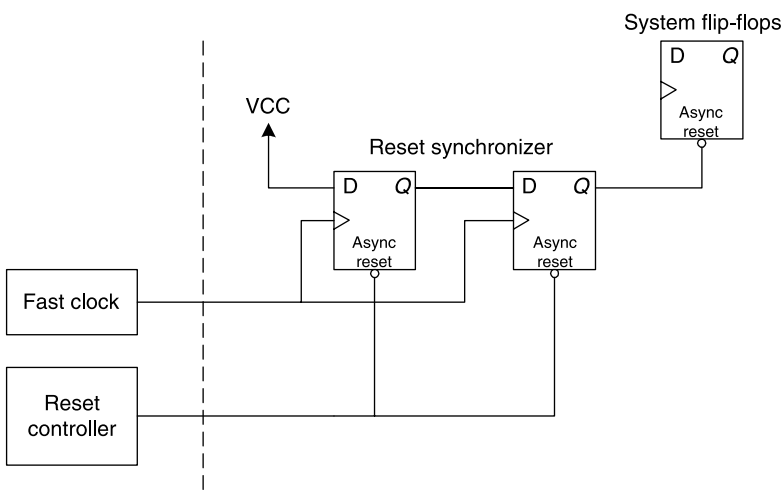 System flip-flops
D Q
Async
reset
VCC
Reset synchronizer
D Q
Async
reset
D Q
Async
reset
Fast clock
Reset
controller